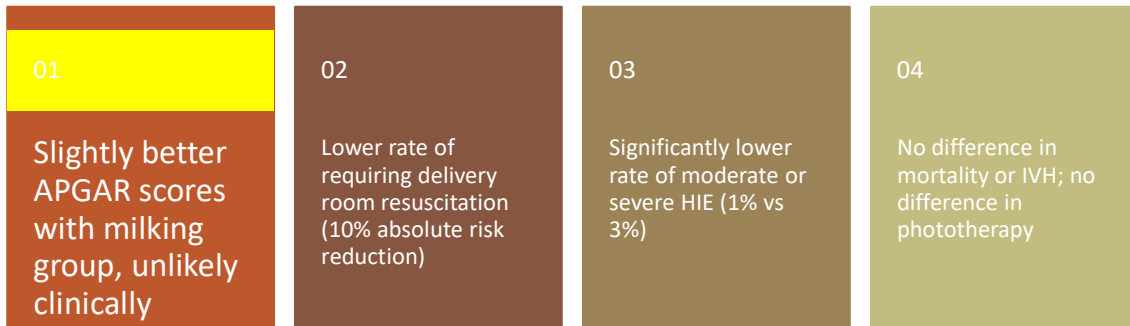 01
Slightly better
APGAR scores
with milking
group, unlikely
clinically
02
Lower rate of
requiring delivery
room resuscitation
(10% absolute risk
reduction)
03
Significantly lower
rate of moderate or
severe HIE (1% vs
3%)
04
No difference in
mortality or IVH; no
difference in
phototherapy